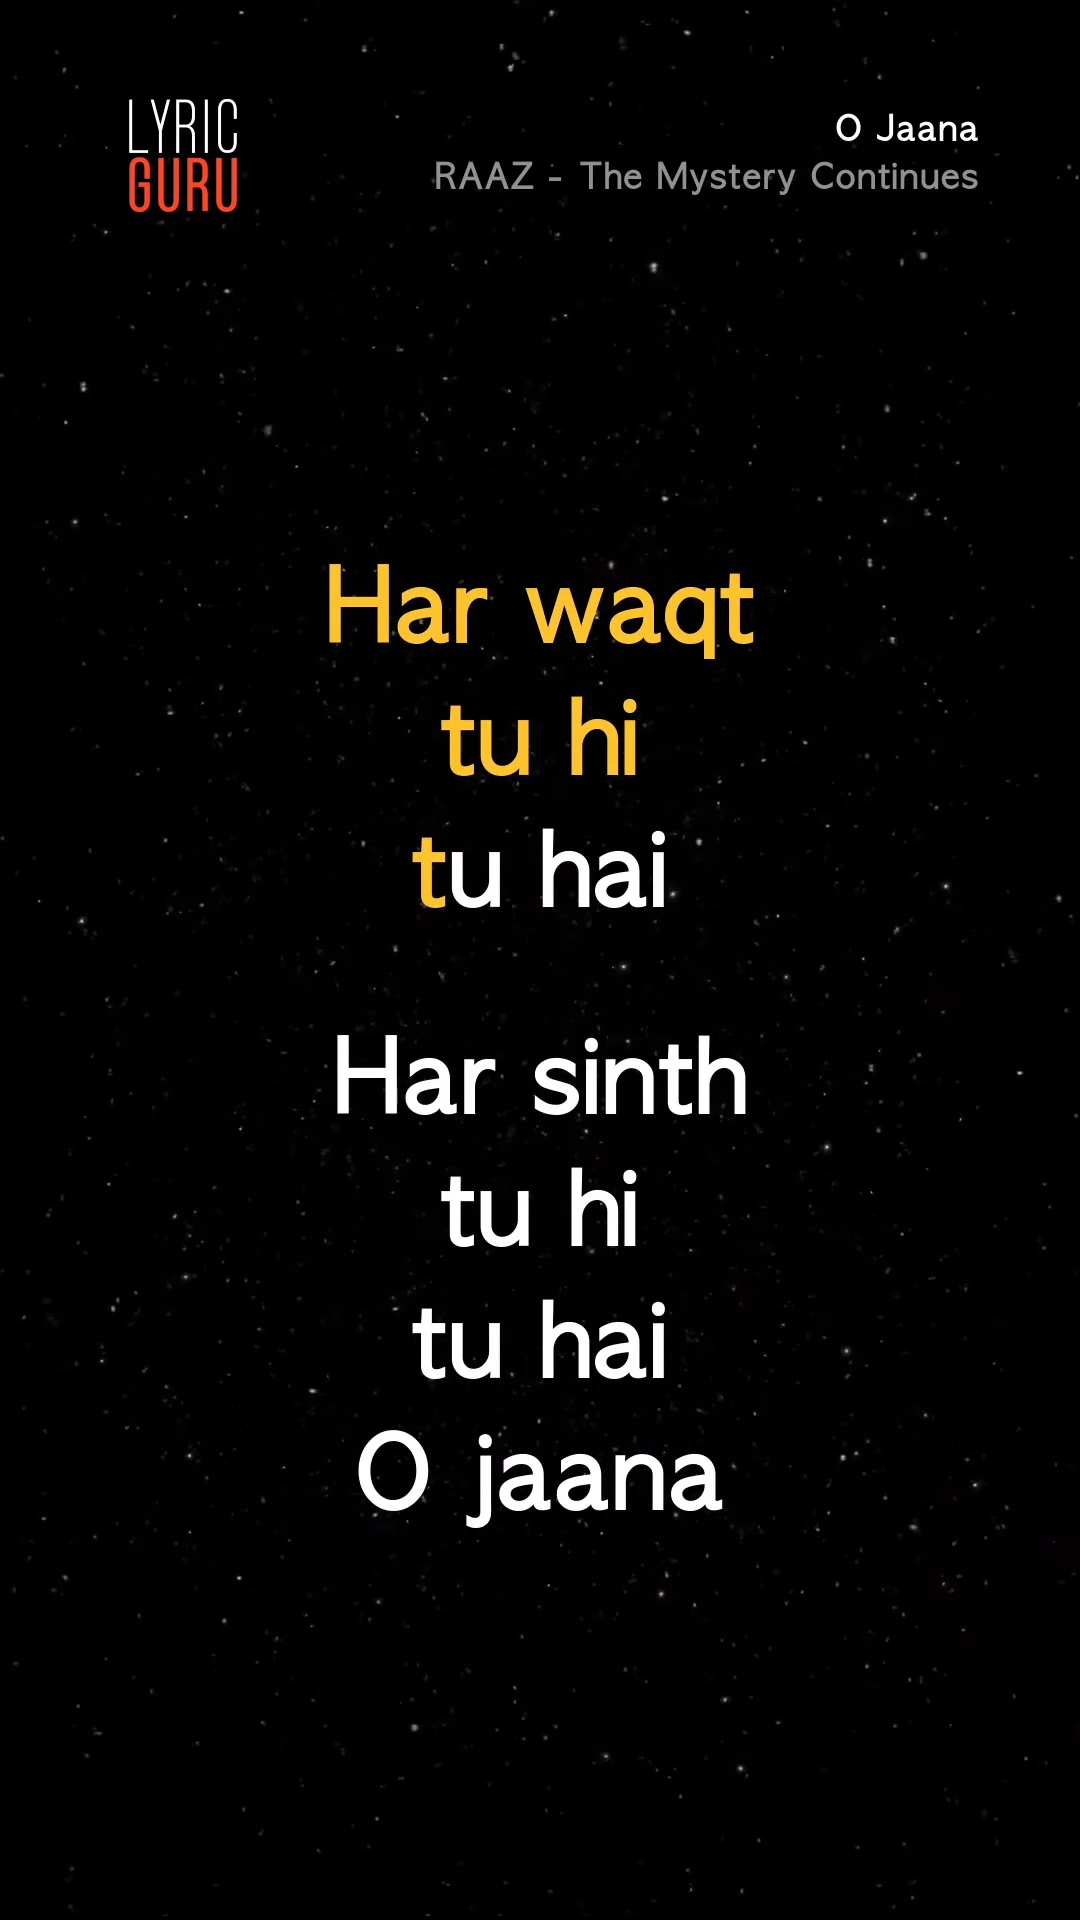 LYRIC
GURU
O Jaana
RAAZ - The Mystery Continues
Har waqt
tu hi
tu hai
Har sinth
tu hi
tu hai
O jaana